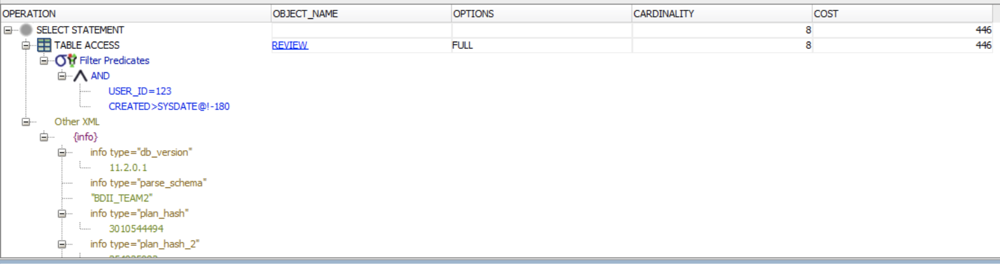 OPERATION OBJECT_NAME OPTIONS CARDINALITY COST
SELECT STATEMENT 8 446
TABLE ACCESS REVIEW FULL 8 446
Filter Predicates
AND
USER_ID=123
CREATED>SYSDATE@!-180
Other XML
{info}
info type="db_version"
11.2.0.1
info type="parse_schema"
"BDII_TEAM2"
info type="plan_hash"
3010544494
info type="plan_hash_2"